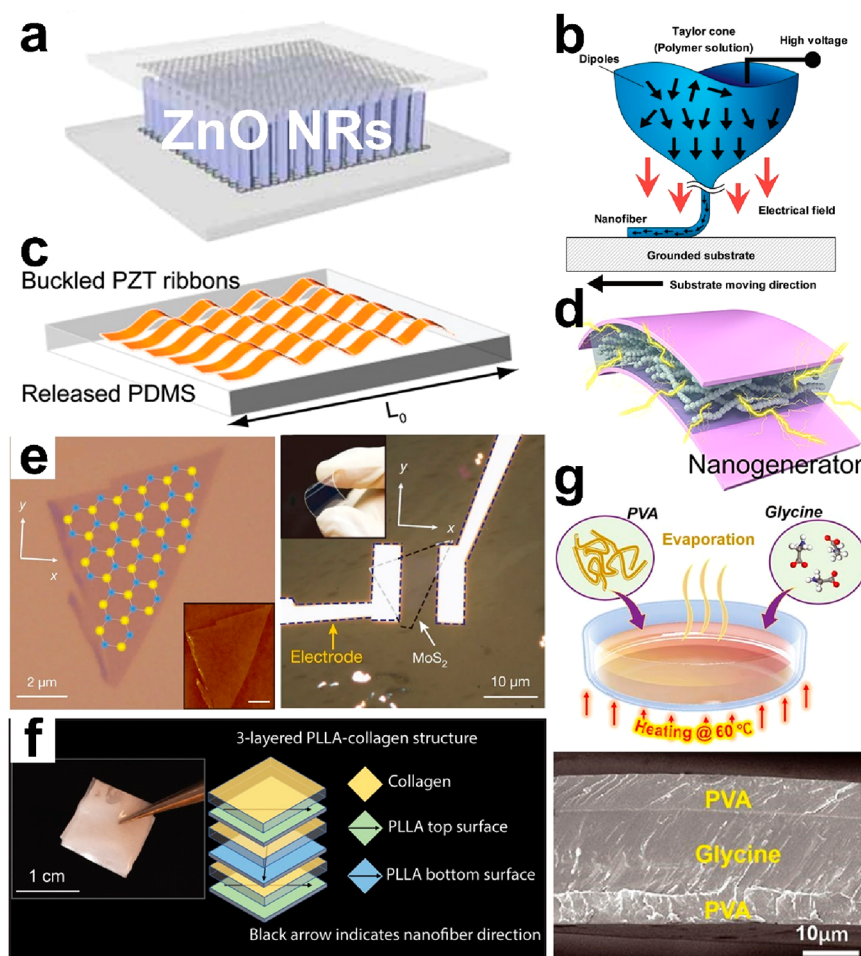 a
ZnO NRs
b
Taylor cone
(Polymer solution)
High voltage
Dipoles
Electrical field
Nanofiber
Grounded substrate
Substrate moving direction
c
Buckled PZT ribbons
Released PDMS
L0
d
Nanogenerator
e
y
x
2 μm
y
x
Electrode
MoS2
10 μm
f
3-layered PLLA-collagen structure
Collagen
PLLA top surface
PLLA bottom surface
1 cm
Black arrow indicates nanofiber direction
g
PVA
Glycine
Evaporation
Heating @ 60 ℃
PVA
Glycine
PVA
10μm